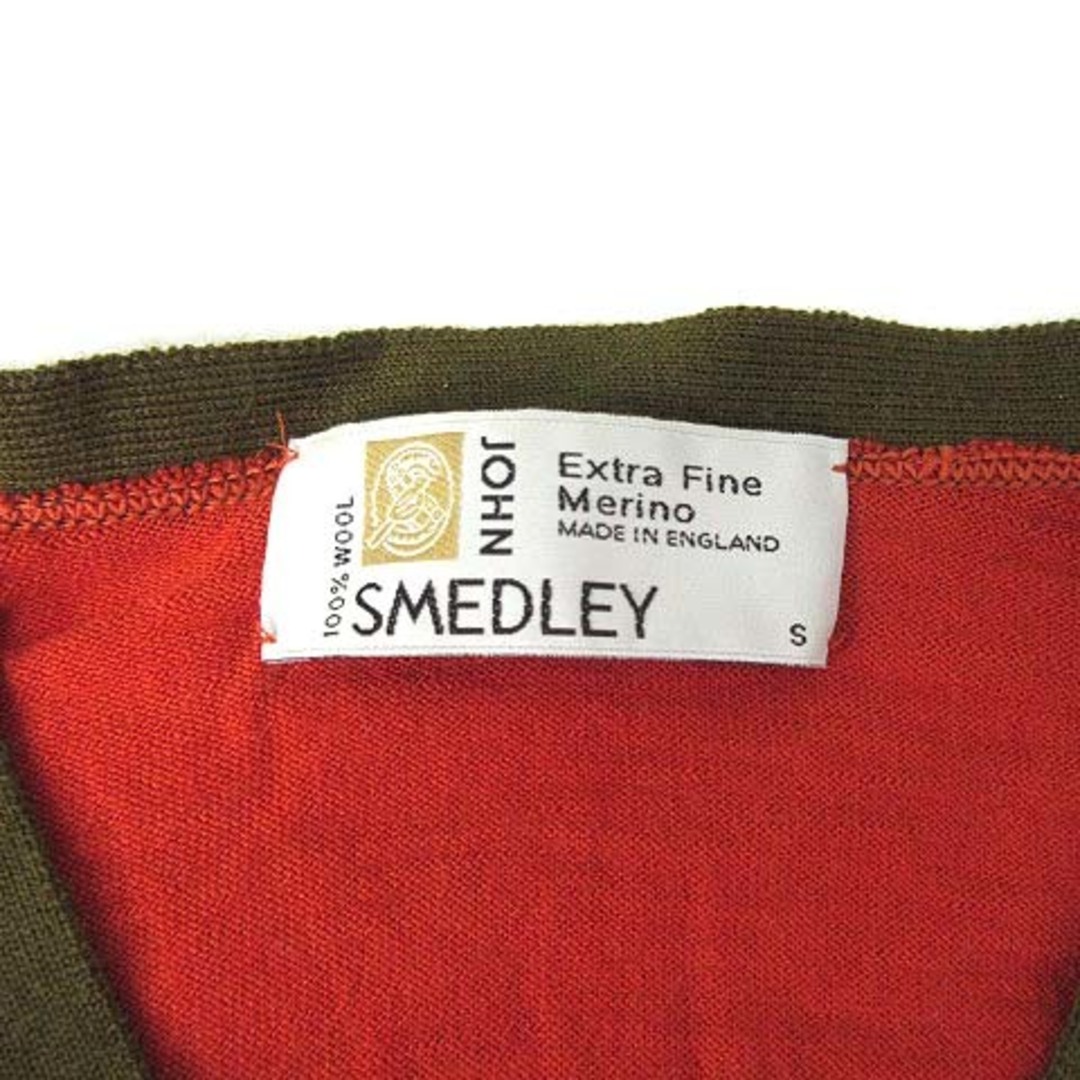 100% WOOL
JOHN
SMEDLEY
Extra Fine
Merino
MADE IN ENGLAND
S